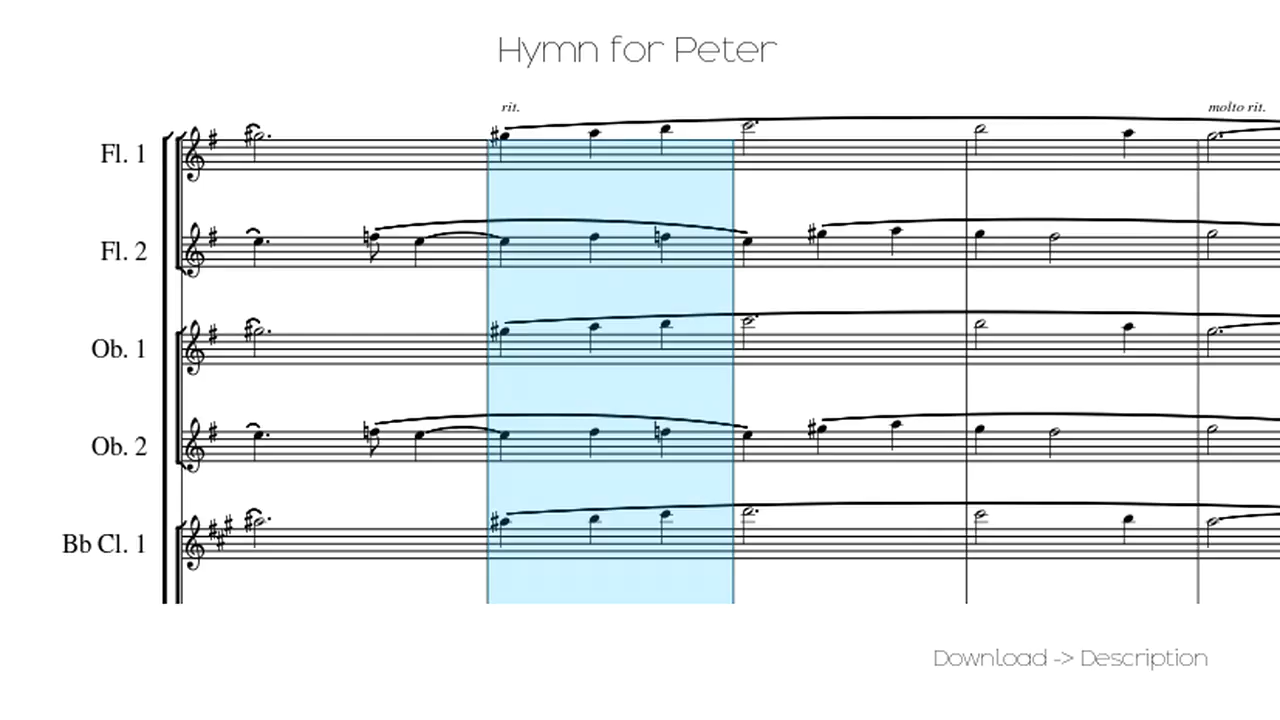 Hymn for Peter
rit.
molto rit.
Fl. 1
Fl. 2
Ob. 1
Ob. 2
Bb Cl. 1
Download -> Description